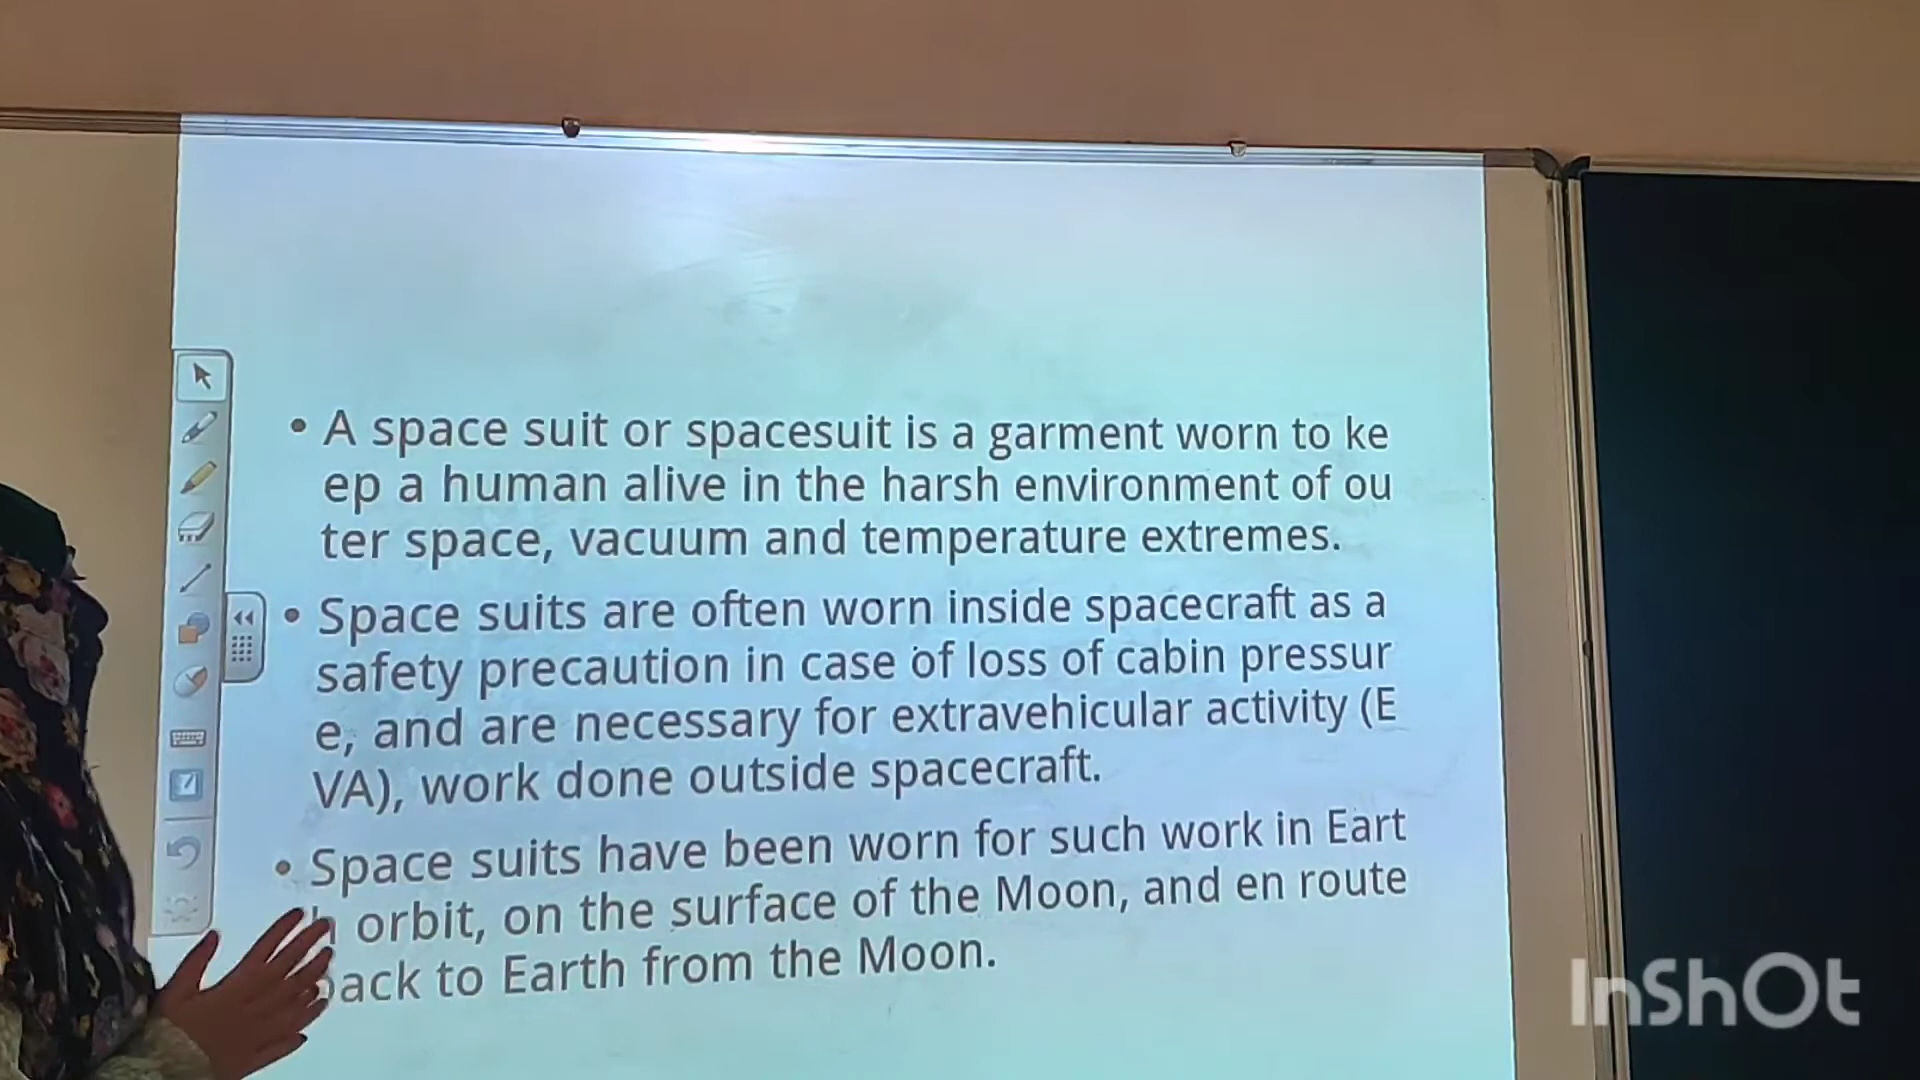 • A space suit or spacesuit is a garment worn to ke
ep a human alive in the harsh environment of ou
ter space, vacuum and temperature extremes.
• Space suits are often worn inside spacecraft as a
safety precaution in case of loss of cabin pressur
e, and are necessary for extravehicular activity (E
VA), work done outside spacecraft.
• Space suits have been worn for such work in Eart
h orbit, on the surface of the Moon, and en route
back to Earth from the Moon.
InShOt